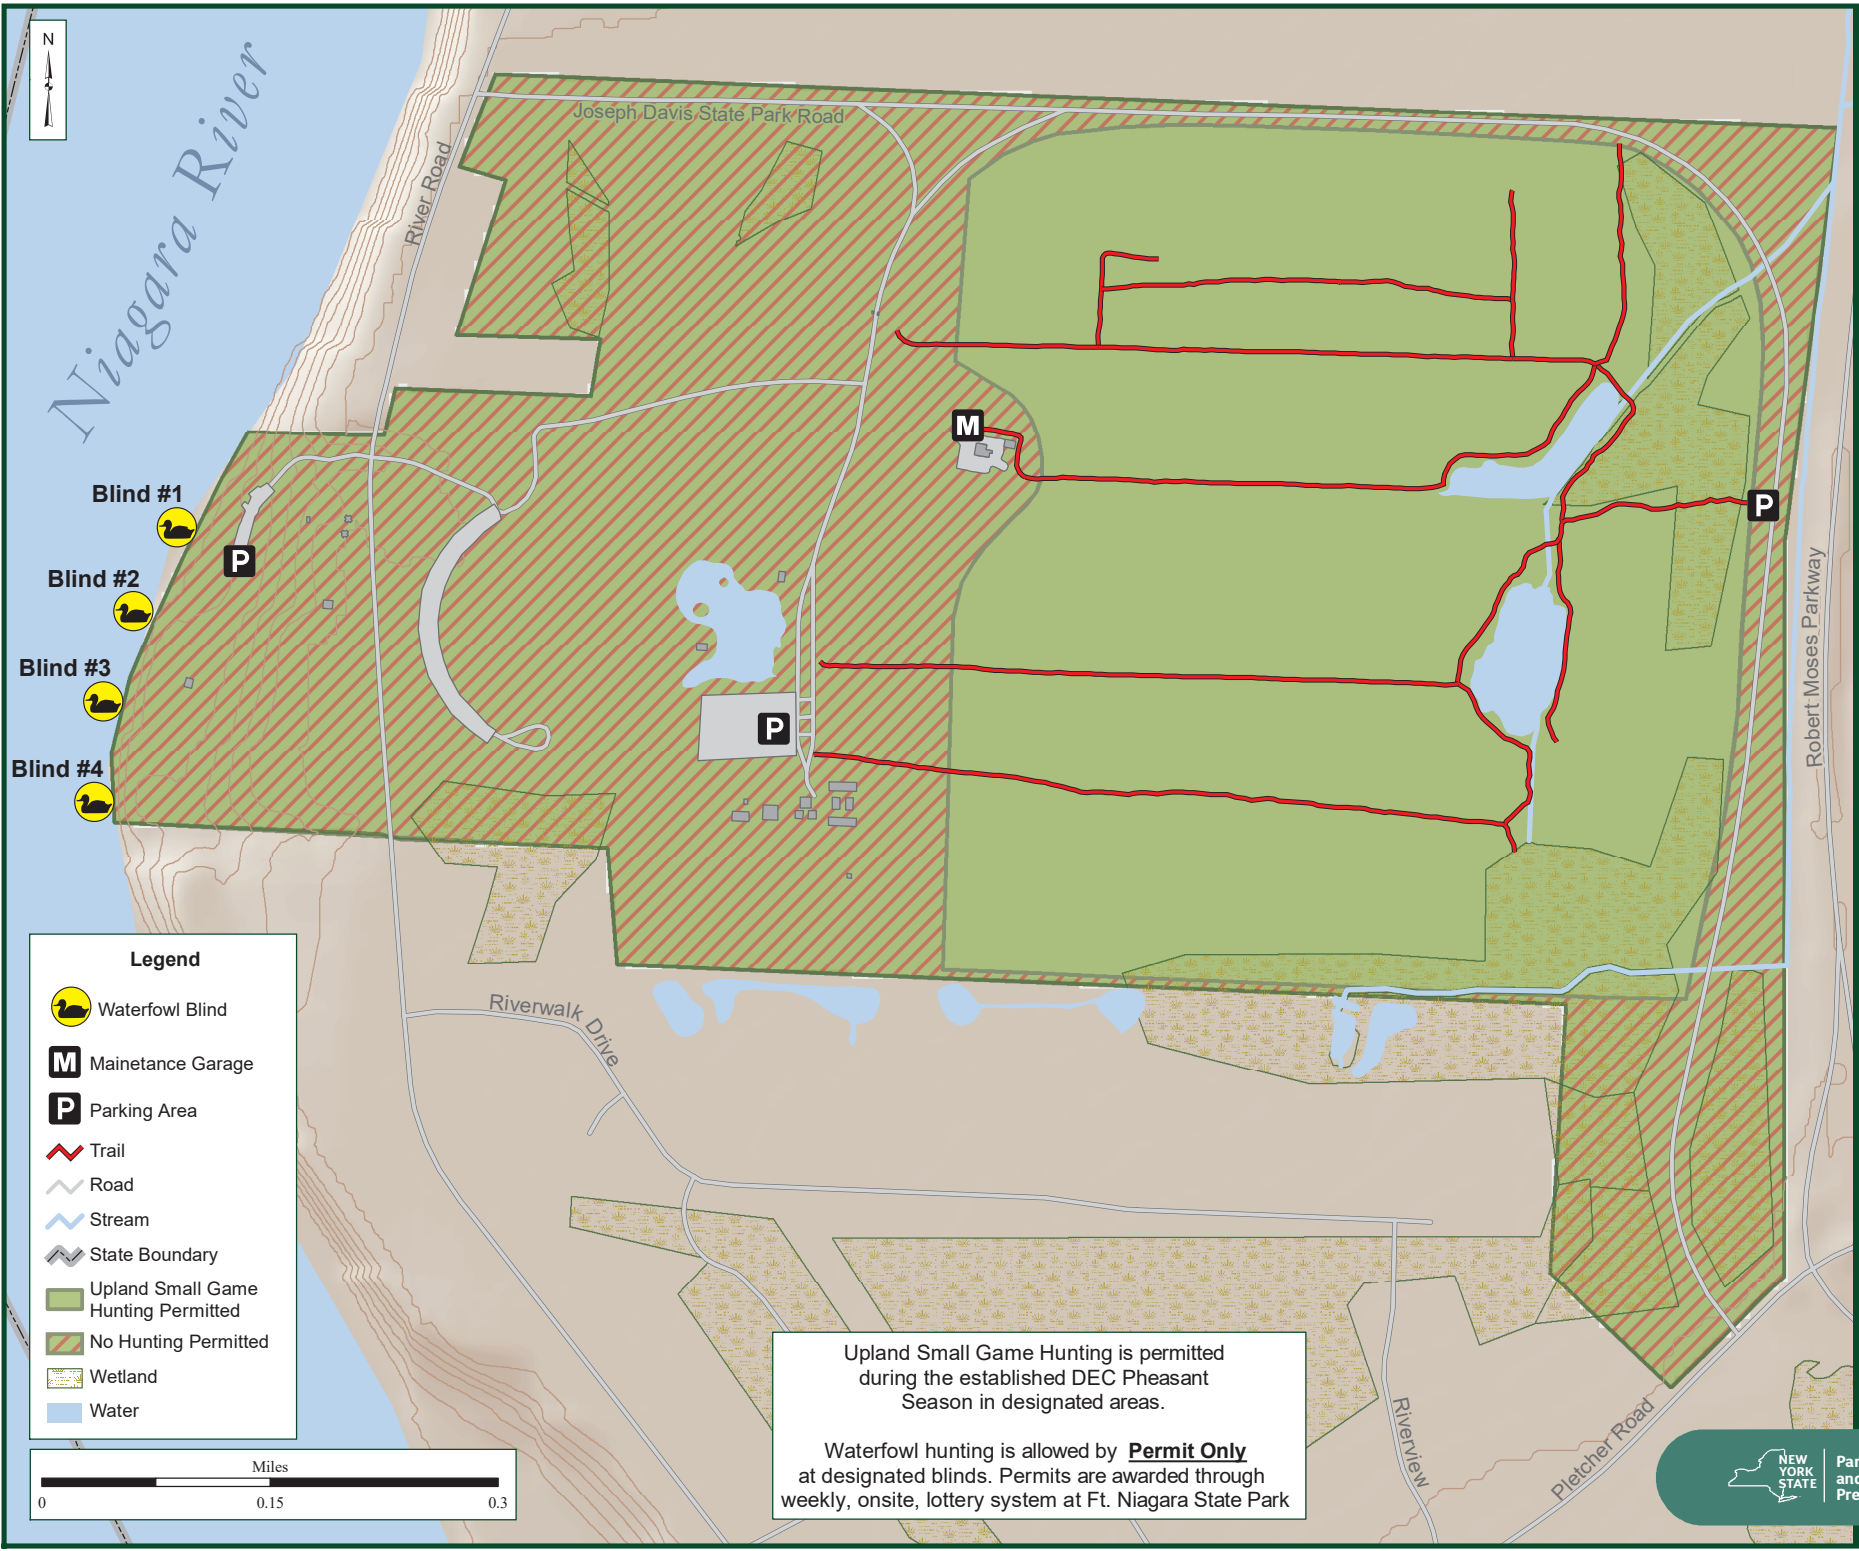 N
Niagara River
River Road
Joseph Davis State Park Road
M
P
Blind #1
P
Blind #2
Blind #3
P
Blind #4
Robert Moses Parkway
Riverwalk Drive
Legend
Waterfowl Blind
M Mainetance Garage
P Parking Area
Trail
Road
Stream
State Boundary
Upland Small Game
Hunting Permitted
No Hunting Permitted
Wetland
Water
Miles
0 0.15 0.3
Upland Small Game Hunting is permitted
during the established DEC Pheasant
Season in designated areas.
Waterfowl hunting is allowed by Permit Only
at designated blinds. Permits are awarded through
weekly, onsite, lottery system at Ft. Niagara State Park
Riverview
Pletcher Road
NEW
YORK
STATE
Par
and
Pre